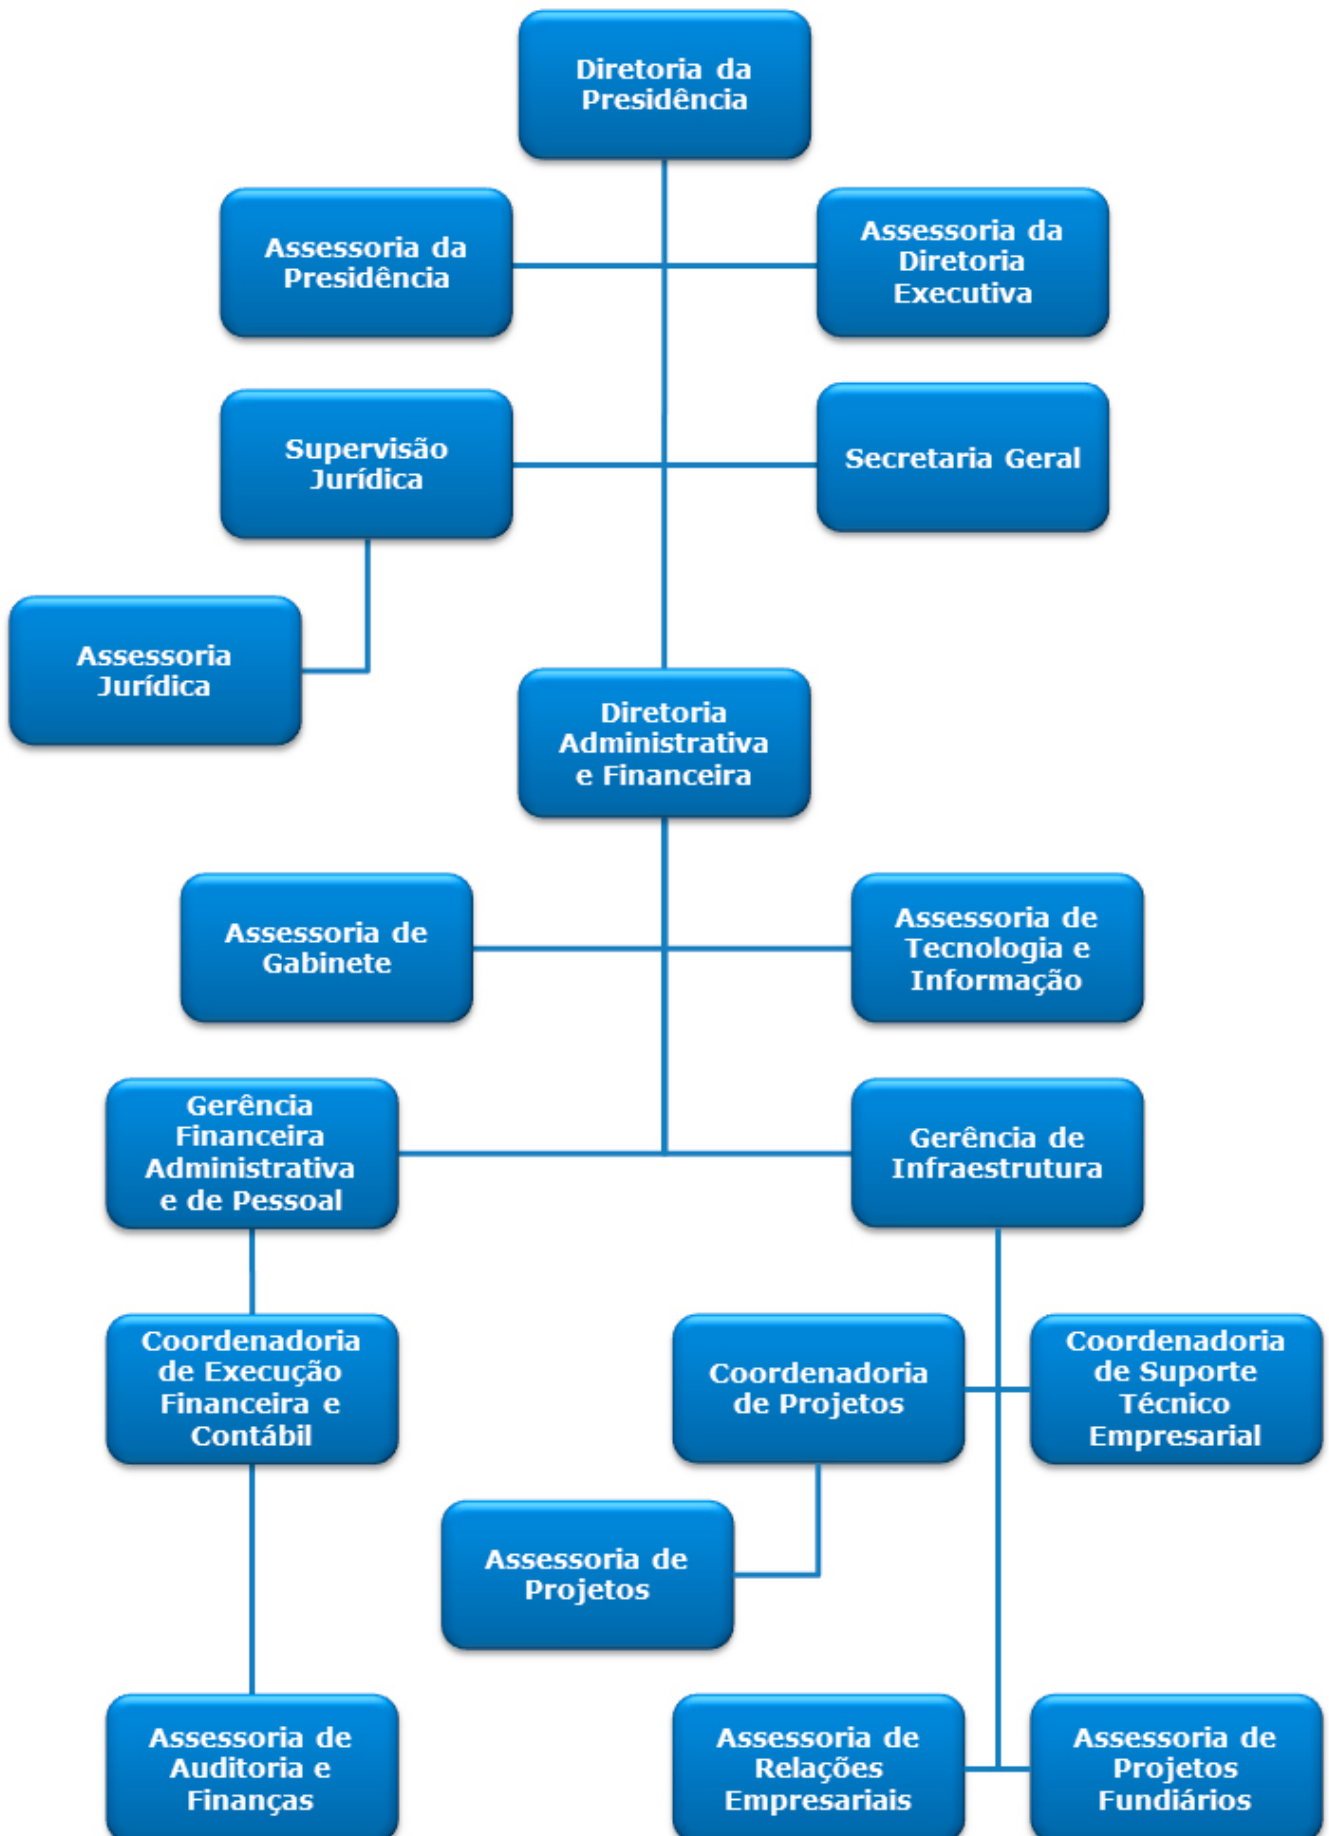 Diretoria da
Presidência
Assessoria da
Presidência
Assessoria da
Diretoria
Executiva
Supervisão
Jurídica
Secretaria Geral
Assessoria
Jurídica
Diretoria
Administrativa
e Financeira
Assessoria de
Gabinete
Assessoria de
Tecnologia e
Informação
Gerência
Financeira
Administrativa
e de Pessoal
Gerência de
Infraestrutura
Coordenadoria
de Execução
Financeira e
Contábil
Coordenadoria
de Projetos
Coordenadoria
de Suporte
Técnico
Empresarial
Assessoria de
Projetos
Assessoria de
Auditoria e
Finanças
Assessoria de
Relações
Empresariais
Assessoria de
Projetos
Fundiários